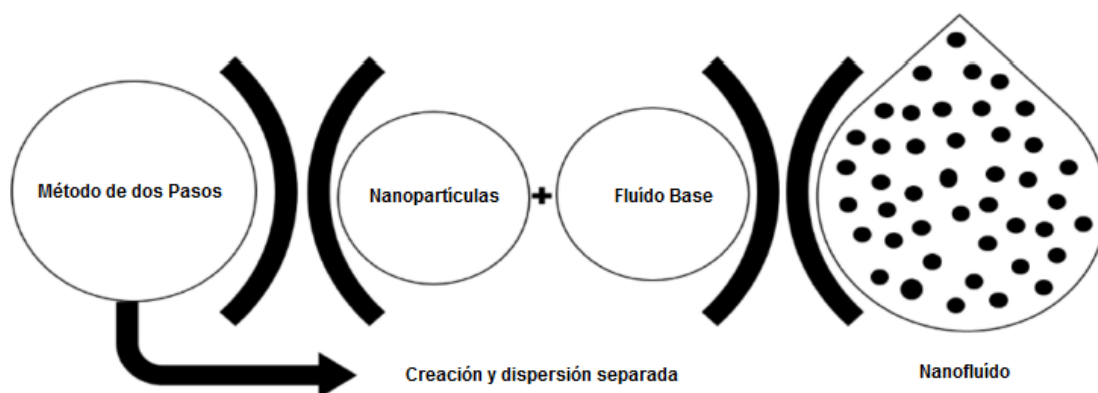 Método de dos Pasos
Nanopartículas
+
Fluído Base
Creación y dispersión separada
Nanofluído